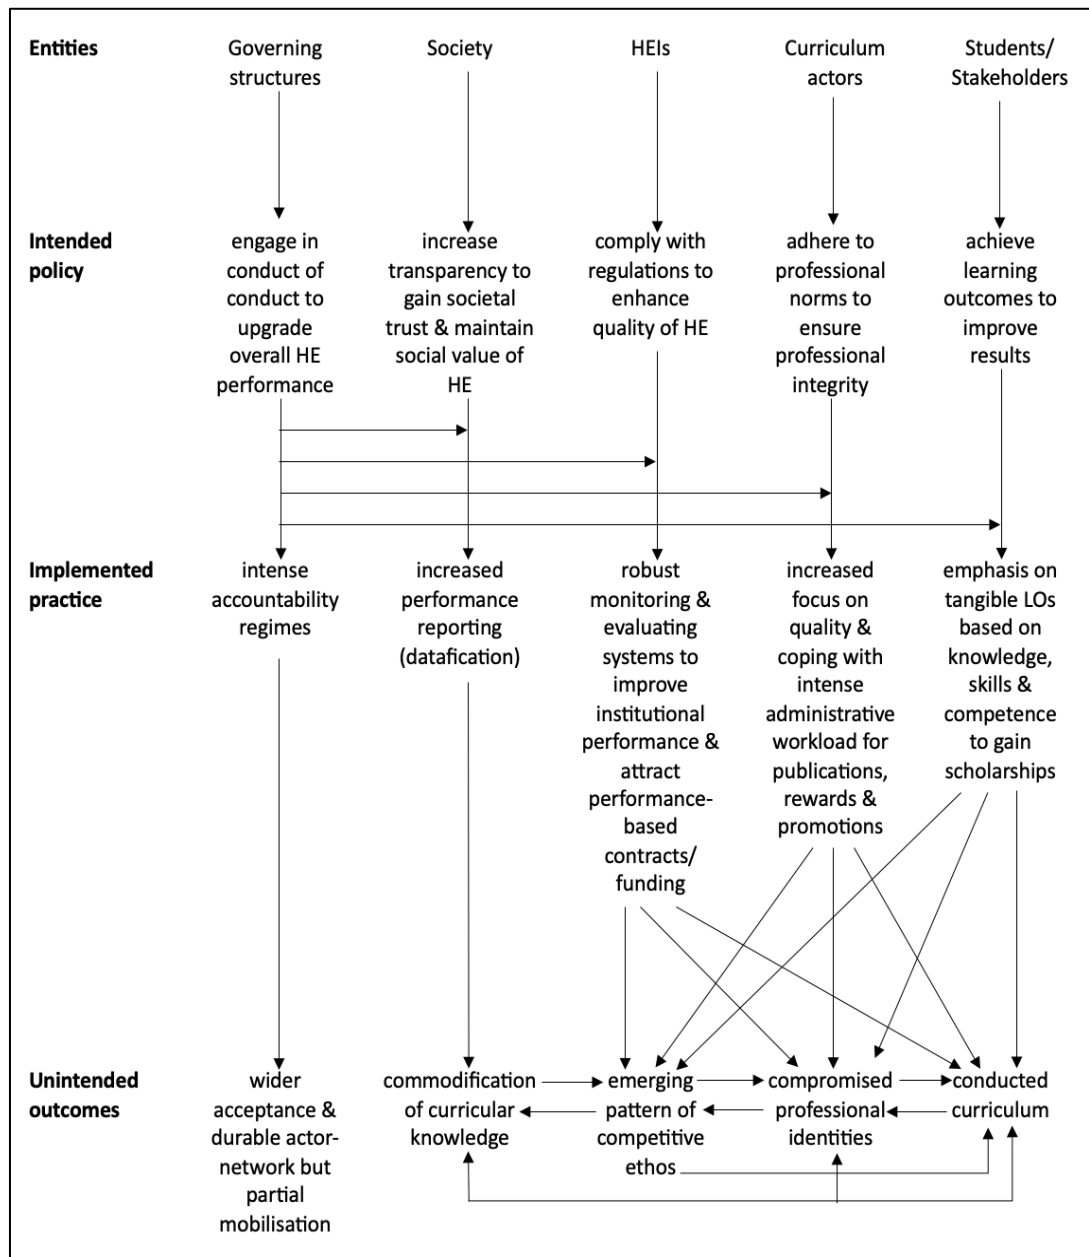 Entities
Governing
structures
Society
HEIs
Curriculum
actors
Students/
Stakeholders
Intended
policy
engage in
conduct of
conduct to
upgrade
overall HE
performance
increase
transparency to
gain societal
trust & maintain
social value of
HE
comply with
regulations to
enhance
quality of HE
adhere to
professional
norms to
ensure
professional
integrity
achieve
learning
outcomes to
improve
results
Implemented
practice
intense
accountability
regimes
increased
performance
reporting
(datafication)
robust
monitoring &
evaluating
systems to
improve
institutional
performance &
attract
performance-
based
contracts/
funding
increased
focus on
quality &
coping with
intense
administrative
workload for
publications,
rewards &
promotions
emphasis on
tangible LOs
based on
knowledge,
skills &
competence
to gain
scholarships
Unintended
outcomes
wider
acceptance &
durable actor-
network but
partial
mobilisation
commodification
of curricular
knowledge
emerging
pattern of
competitive
ethos
compromised
professional
identities
conducted
curriculum